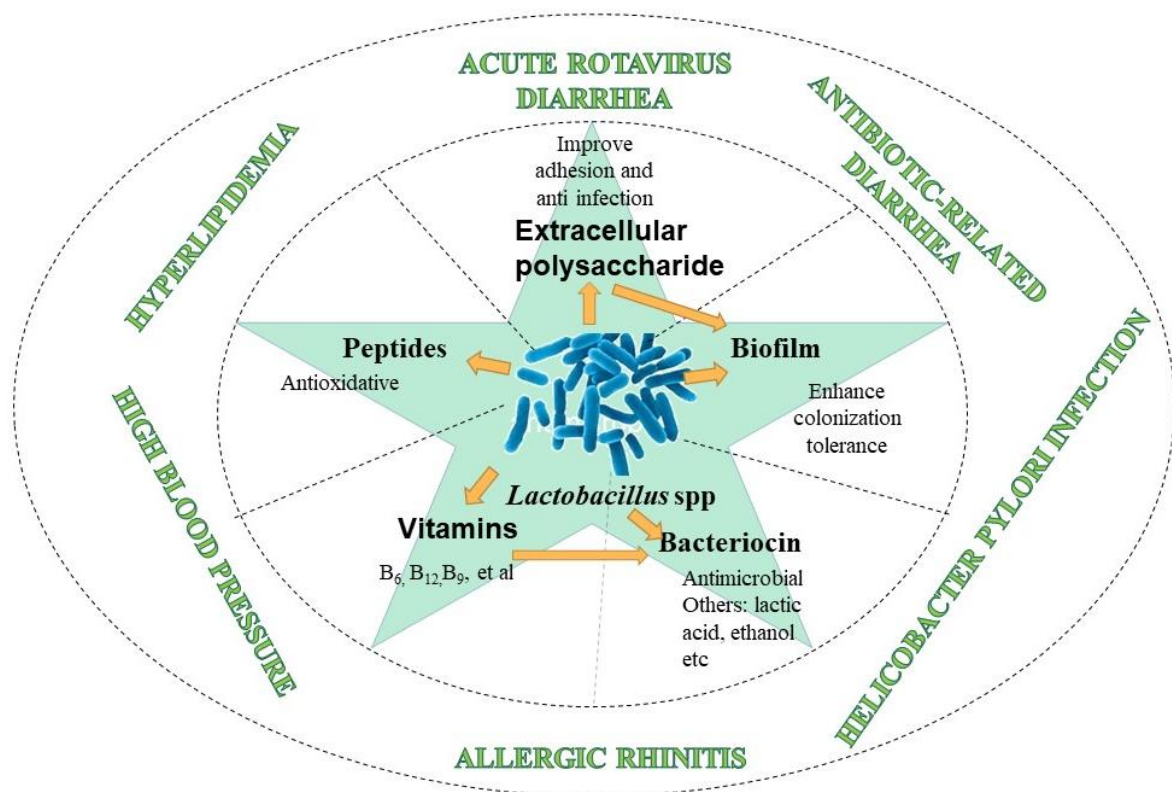 ACUTE ROTAVIRUS
DIARRHEA
ANTIBIOTIC-RELATED
DIARRHEA
HYPERLIPIDEMIA
Improve
adhesion and
anti infection
Extracellular
polysaccharide
Peptides
Antioxidative
Biofilm
Enhance
colonization
tolerance
HIGH BLOOD PRESSURE
HELICOBACTER PYLORI INFECTION
Lactobacillus spp
Vitamins
B6, B12,B9, et al
Bacteriocin
Antimicrobial
Others: lactic
acid, ethanol
etc
ALLERGIC RHINITIS